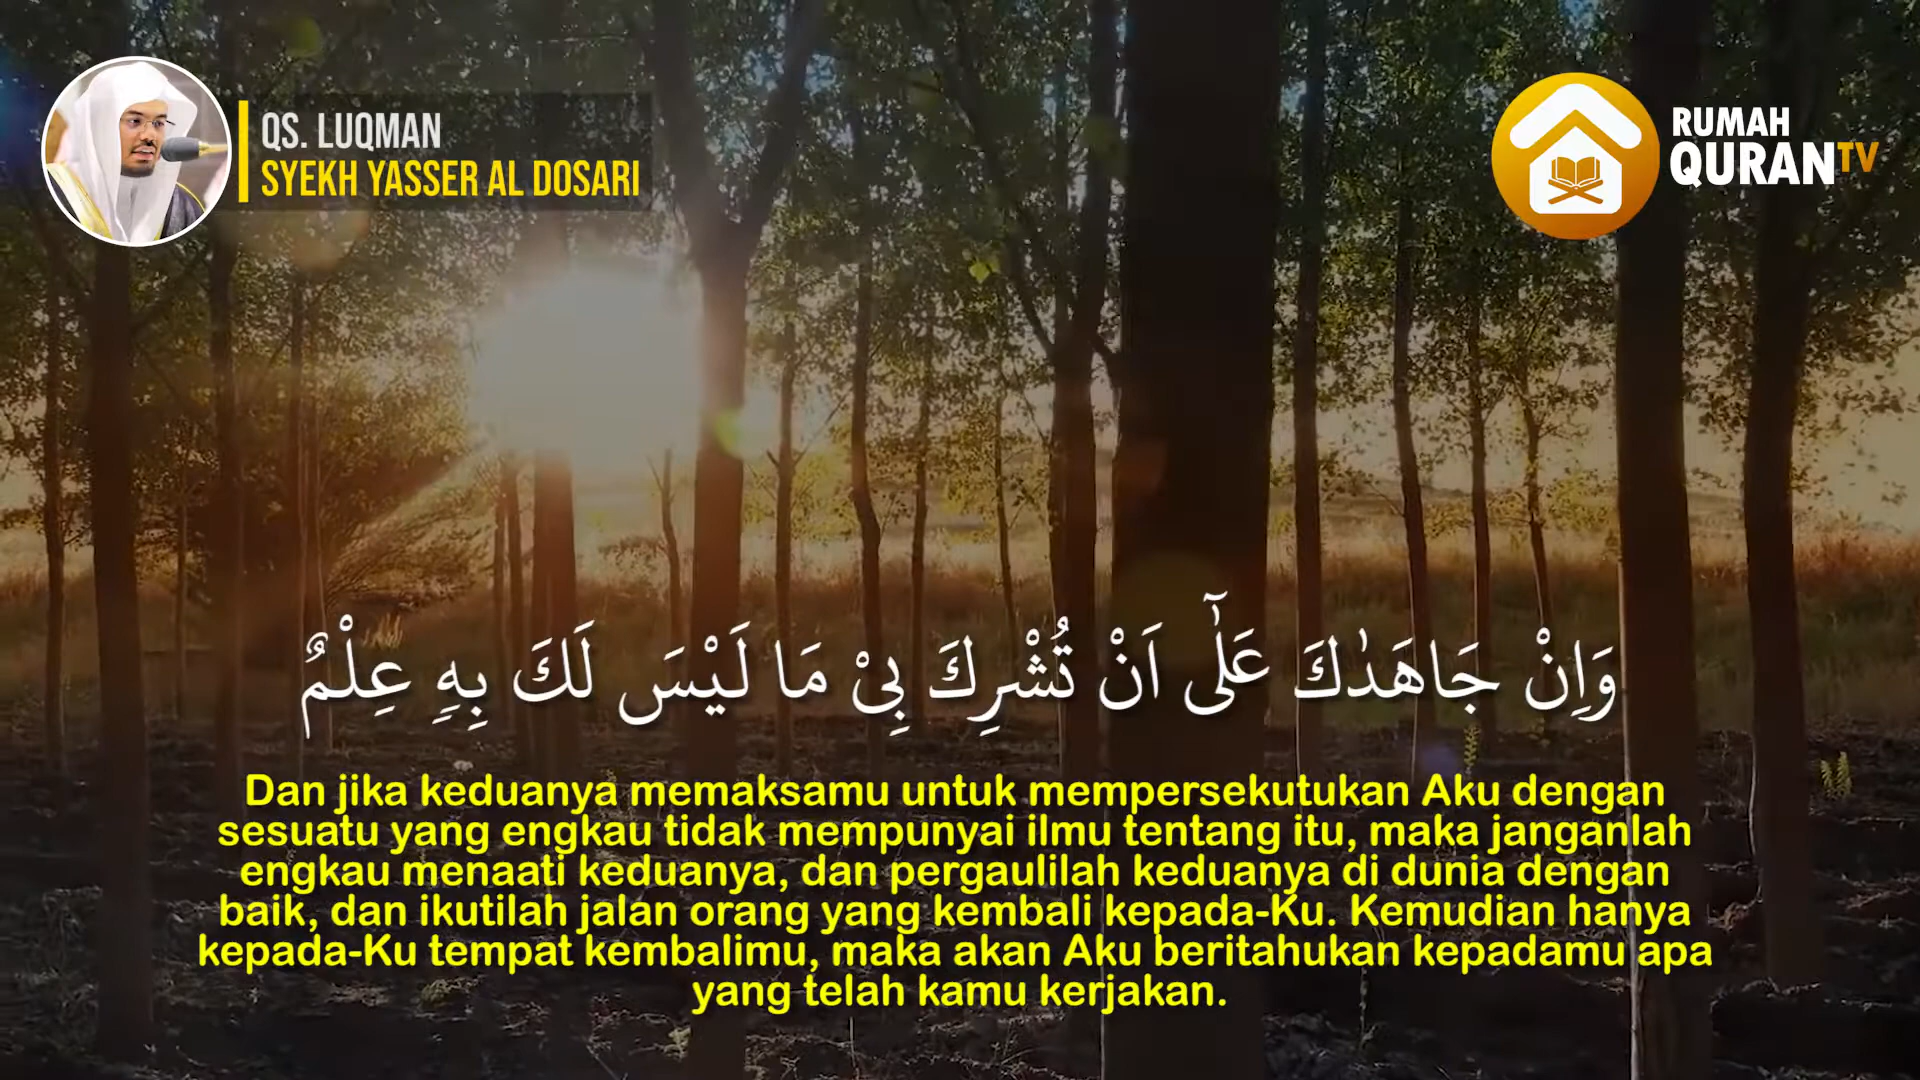 QS. LUQMAN
SYEKH YASSER AL DOSARI
RUMAH
QURANTV
وَاِنْ جَاهَدٰكَ عَلٰٓى اَنْ تُشْرِكَ بِيْ مَا لَيْسَ لَكَ بِهٖ عِلْمٌ
Dan jika keduanya memaksamu untuk mempersekutukan Aku dengan
sesuatu yang engkau tidak mempunyai ilmu tentang itu, maka janganlah
engkau menaati keduanya, dan pergaulilah keduanya di dunia dengan
baik, dan ikutilah jalan orang yang kembali kepada-Ku. Kemudian hanya
kepada-Ku tempat kembalimu, maka akan Aku beritahukan kepadamu apa
yang telah kamu kerjakan.